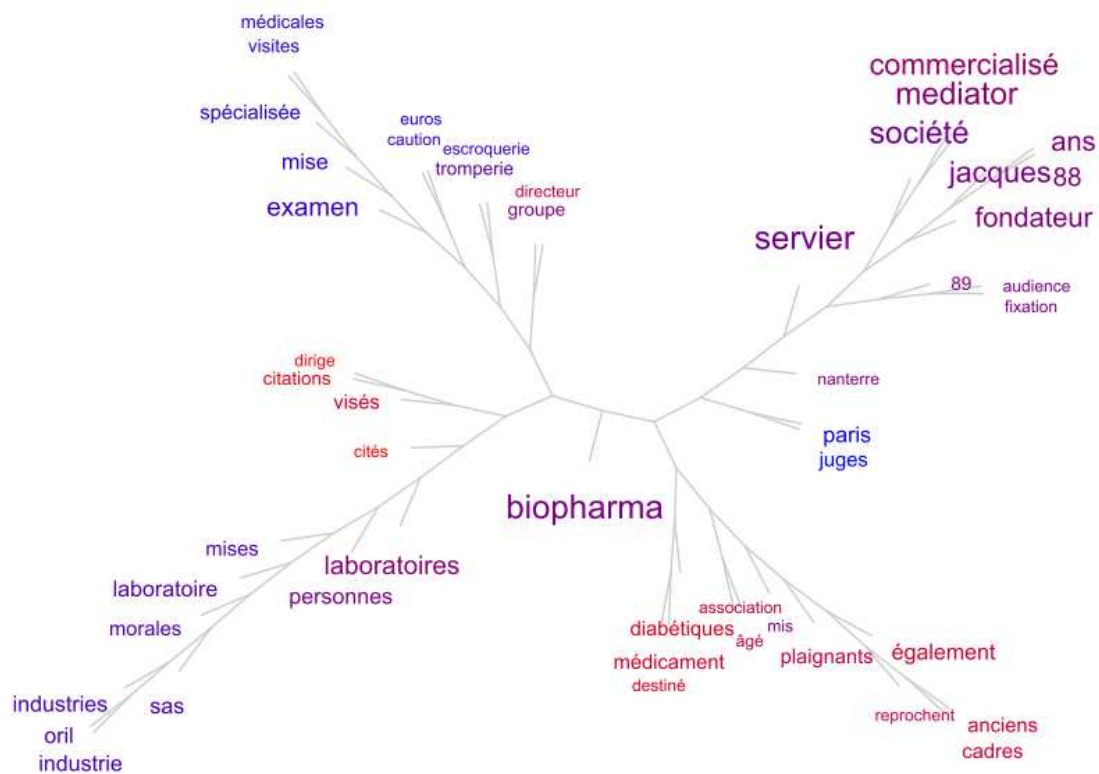 médicales
visites
commercialisé
mediator
spécialisée
euros
caution
société
escroquerie
ans
mise
tromperie
jacques
88
directeur
examen
groupe
fondateur
servier
89
audience
fixation
dirige
citations
nanterre
visés
paris
cités
juges
biopharma
mises
laboratoires
laboratoire
personnes
association
morales
diabétiques
mis
âgé
plaignants
également
médicament
destiné
industries
sas
reprochent
anciens
oril
cadres
industrie